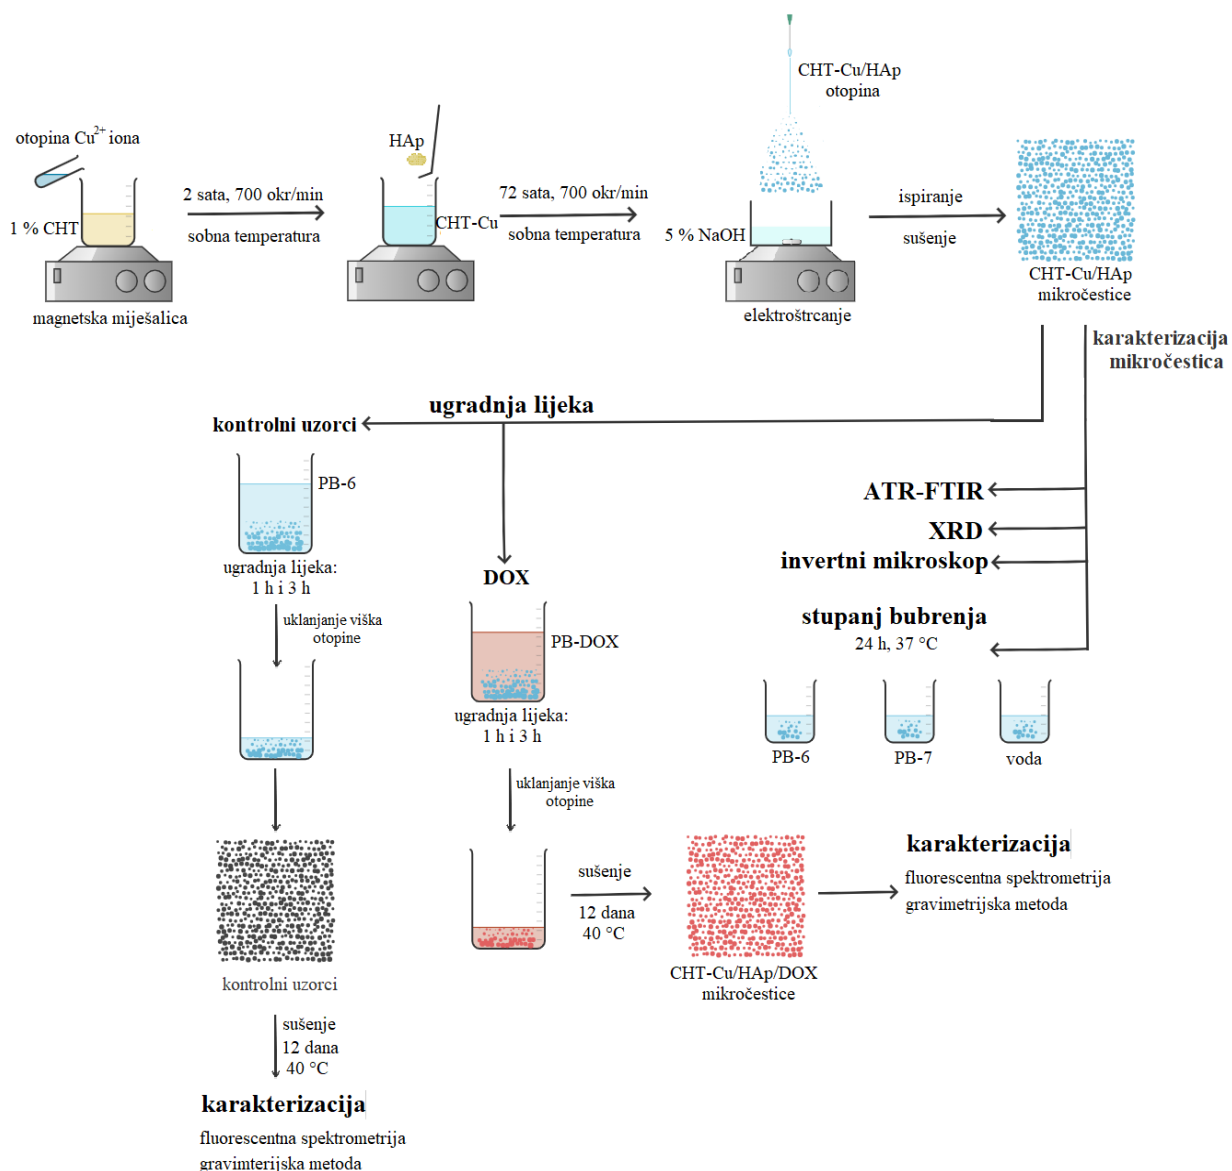 otopina Cu²⁺ iona
1 % CHT
magnetska miješalica
2 sata, 700 okr/min
sobna temperatura
HAp
CHT-Cu
72 sata, 700 okr/min
sobna temperatura
CHT-Cu/HAp
otopina
5 % NaOH
elektroštrcanje
ispiranje
sušenje
CHT-Cu/HAp
mikročestice
karakterizacija
mikročestica
ugradnja lijeka
kontrolni uzorci
PB-6
ugradnja lijeka:
1 h i 3 h
uklanjanje viška
otopine
kontrolni uzorci
sušenje
12 dana
40 °C
karakterizacija
fluorescentna spektrometrija
gravimterijska metoda
DOX
PB-DOX
ugradnja lijeka:
1 h i 3 h
uklanjanje viška
otopine
sušenje
12 dana
40 °C
CHT-Cu/HAp/DOX
mikročestice
karakterizacija
fluorescentna spektrometrija
gravimetrijska metoda
ATR-FTIR
XRD
invertni mikroskop
stupanj bubrenja
24 h, 37 °C
PB-6
PB-7
voda